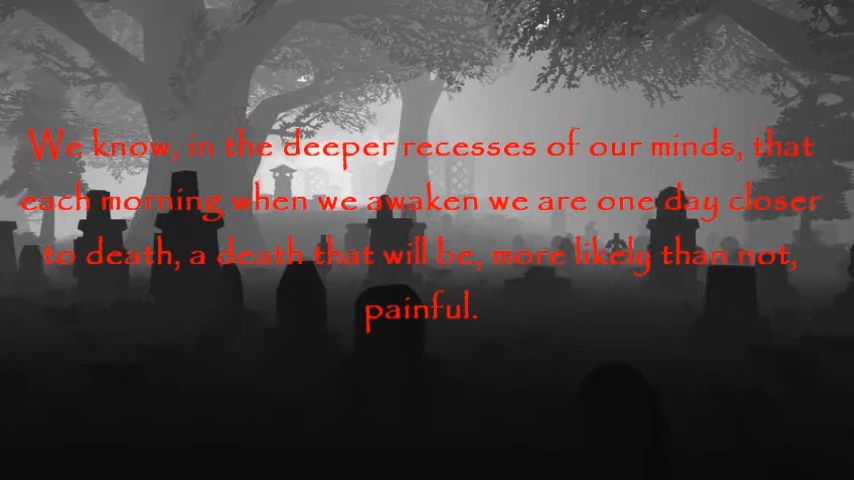 We know, in the deeper recesses of our minds, that
each morning when we awaken we are one day closer
to death, a death that will be, more likely than not,
painful.